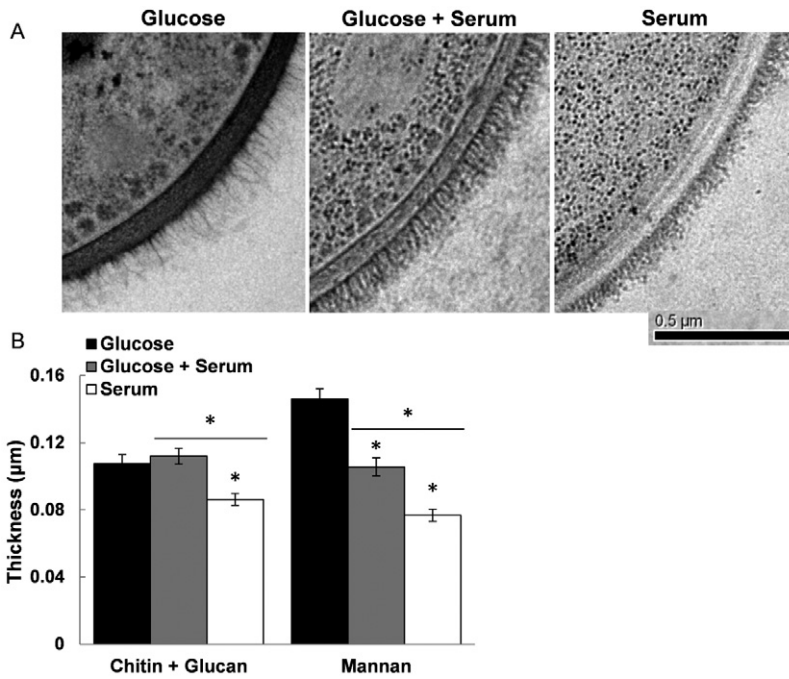 A
Glucose
Glucose + Serum
Serum
0.5 µm
B
Glucose
Glucose + Serum
Serum
Thickness (µm)
0.16
0.12
0.08
0.04
0
*
*
*
*
*
Chitin + Glucan
Mannan